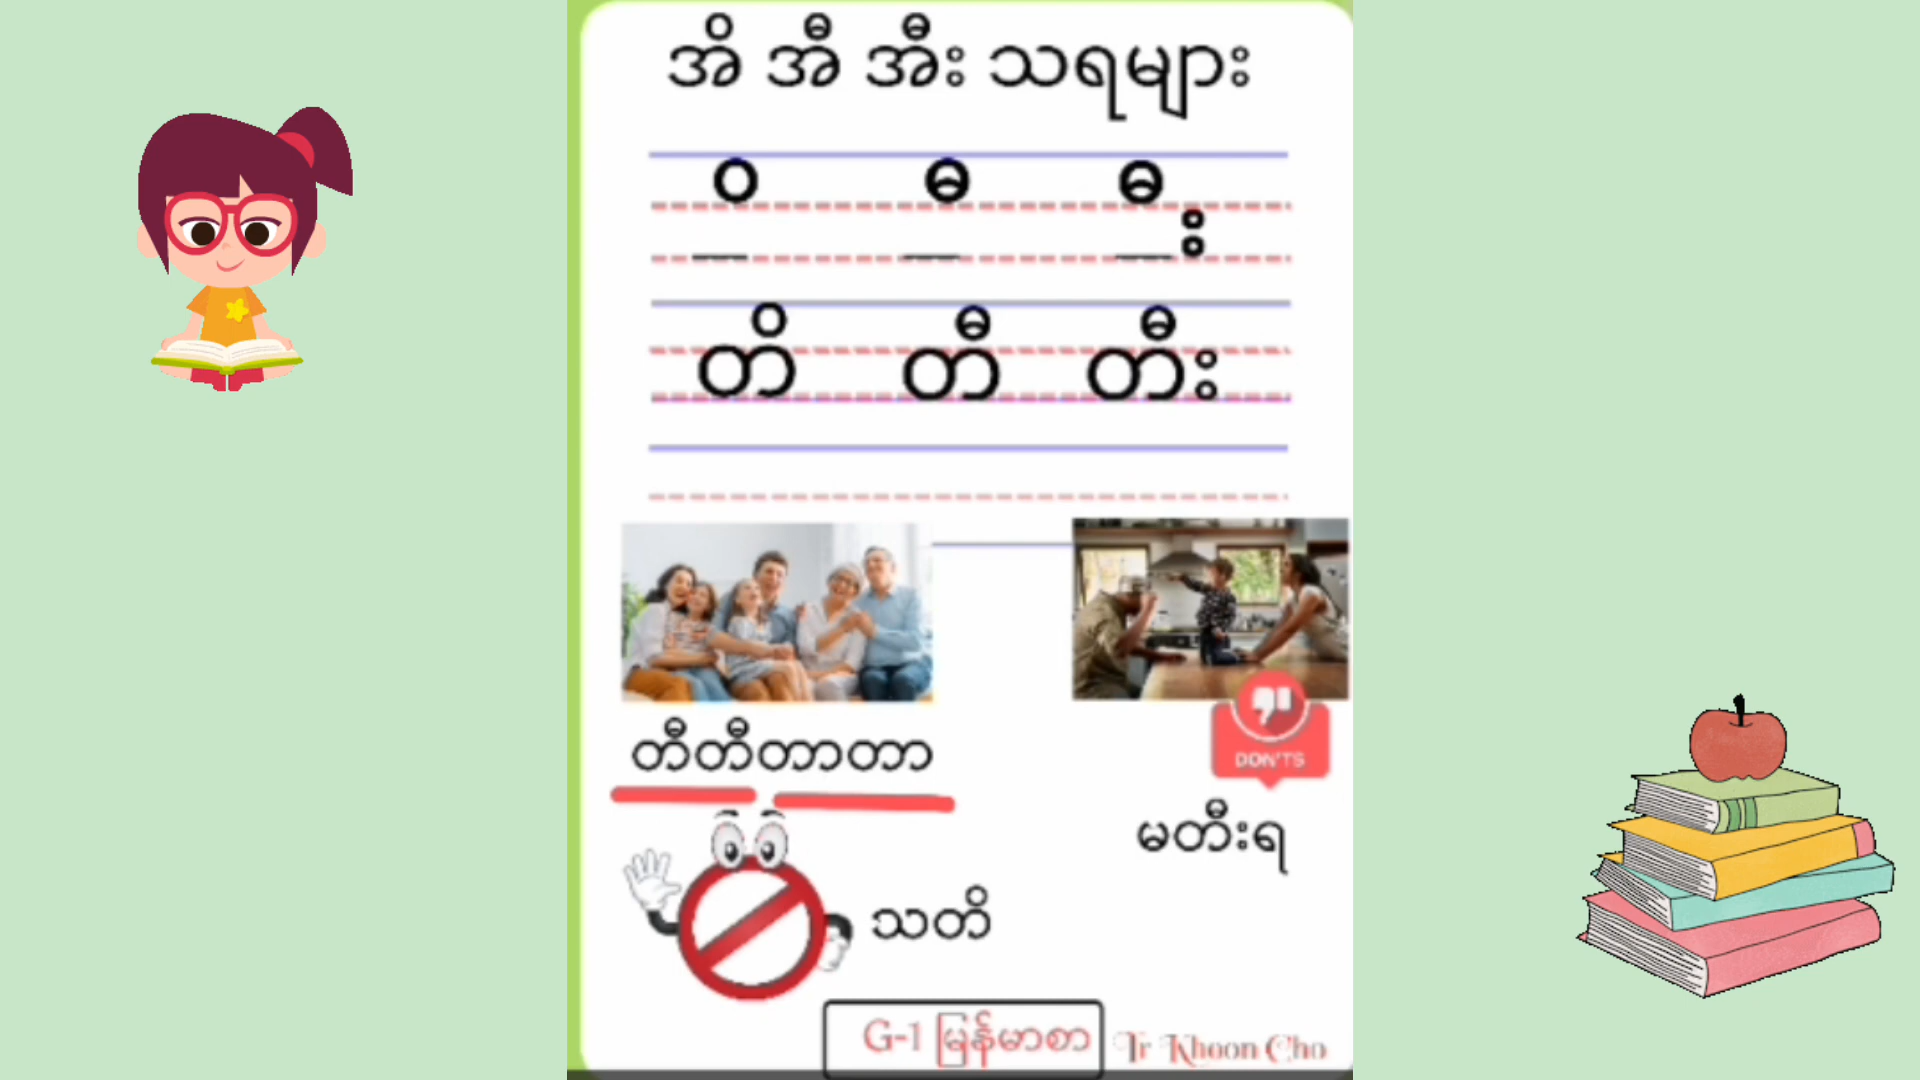 အိ အီ အီး သရများ
ိ ီ ီး
တိ တီ တီး
တီတီတာတာ
DON'TS
မတီးရ
သတိ
G-1 မြန်မာစာ Tr Khoon Cho